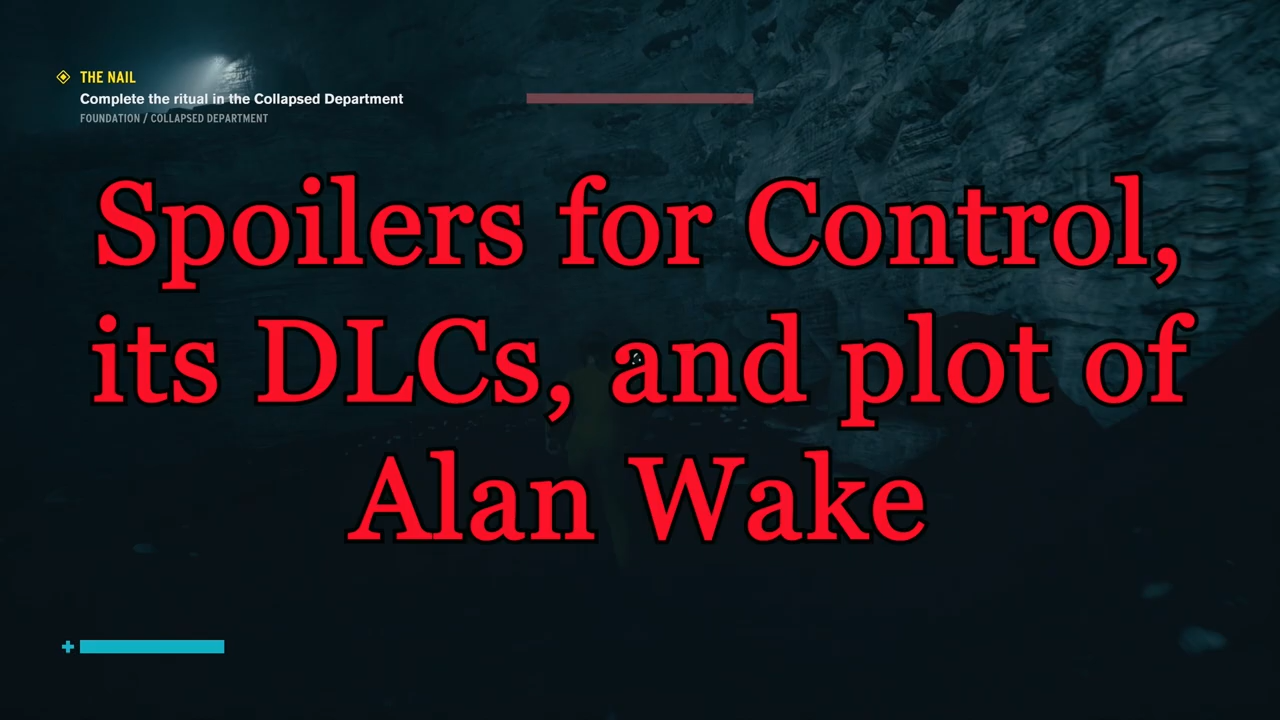 THE NAIL
Complete the ritual in the Collapsed Department
FOUNDATION / COLLAPSED DEPARTMENT
Spoilers for Control,
its DLCs, and plot of
Alan Wake